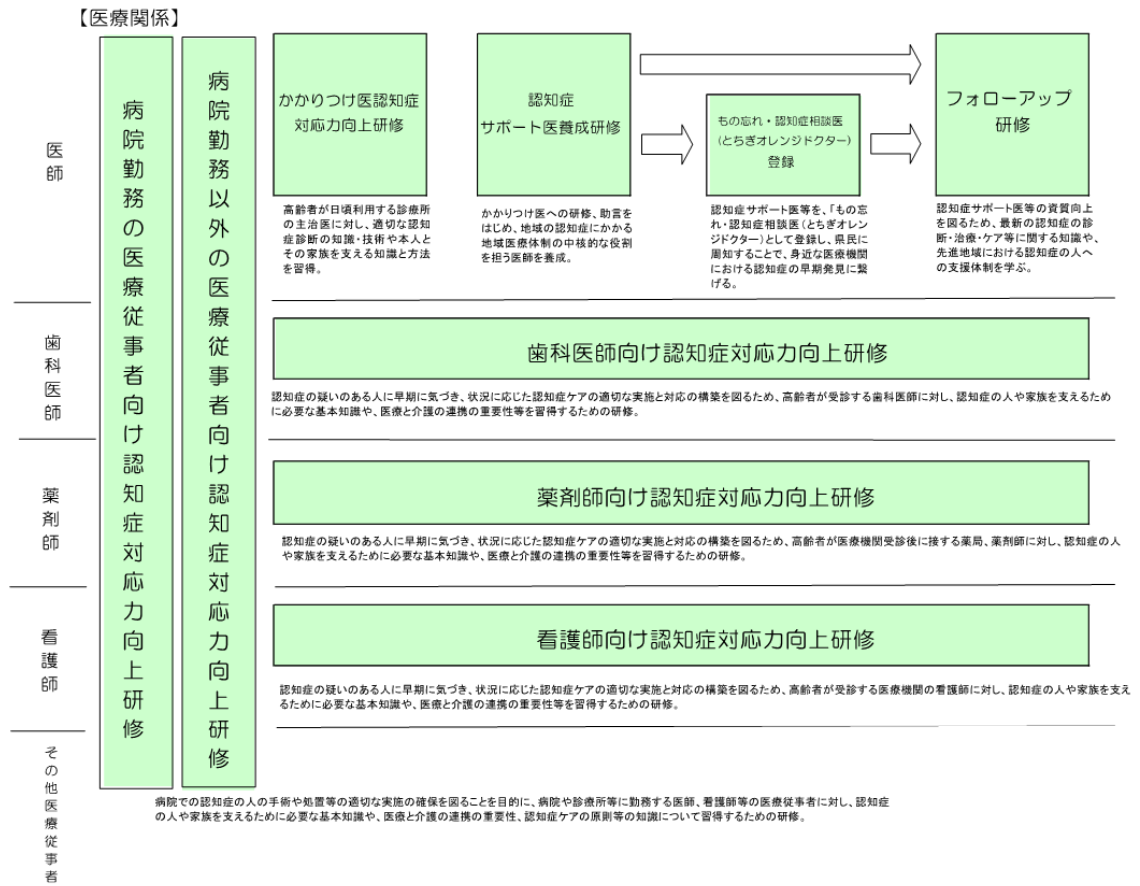 【医療関係】
医師
歯科医師
薬剤師
看護師
その他医療従事者
病院勤務の医療従事者向け認知症対応力向上研修
病院勤務以外の医療従事者向け認知症対応力向上研修
かかりつけ医認知症
対応力向上研修
高齢者が日頃利用する診療所
の主治医に対し、適切な認知
症診断の知識・技術や本人と
その家族を支える知識と方法
を習得。
認知症
サポート医養成研修
かかりつけ医への研修、助言を
はじめ、地域の認知症にかかる
地域医療体制の中核的な役割
を担う医師を養成。
もの忘れ・認知症相談医
(とちぎオレンジドクター)
登録
認知症サポート医等を、「もの忘
れ・認知症相談医(とちぎオレン
ジドクター)として登録し、県民に
周知することで、身近な医療機関
における認知症の早期発見に繋
げる。
フォローアップ
研修
認知症サポート医等の資質向上
を図るため、最新の認知症の診
断・治療・ケア等に関する知識や、
先進地域における認知症の人へ
の支援体制を学ぶ。
歯科医師向け認知症対応力向上研修
認知症の疑いのある人に早期に気づき、状況に応じた認知症ケアの適切な実施と対応の構築を図るため、高齢者が受診する歯科医師に対し、認知症の人や家族を支えるため
に必要な基本知識や、医療と介護の連携の重要性等を習得するための研修。
薬剤師向け認知症対応力向上研修
認知症の疑いのある人に早期に気づき、状況に応じた認知症ケアの適切な実施と対応の構築を図るため、高齢者が医療機関受診後に接する薬局、薬剤師に対し、認知症の人
や家族を支えるために必要な基本知識や、医療と介護の連携の重要性等を習得するための研修。
看護師向け認知症対応力向上研修
認知症の疑いのある人に早期に気づき、状況に応じた認知症ケアの適切な実施と対応の構築を図るため、高齢者が受診する医療機関の看護師に対し、認知症の人や家族を支え
るために必要な基本知識や、医療と介護の連携の重要性等を習得するための研修。
病院での認知症の人の手術や処置等の適切な実施の確保を図ることを目的に、病院や診療所等に勤務する医師、看護師等の医療従事者に対し、認知症
の人や家族を支えるために必要な基本知識や、医療と介護の連携の重要性、認知症ケアの原則等の知識について習得するための研修。